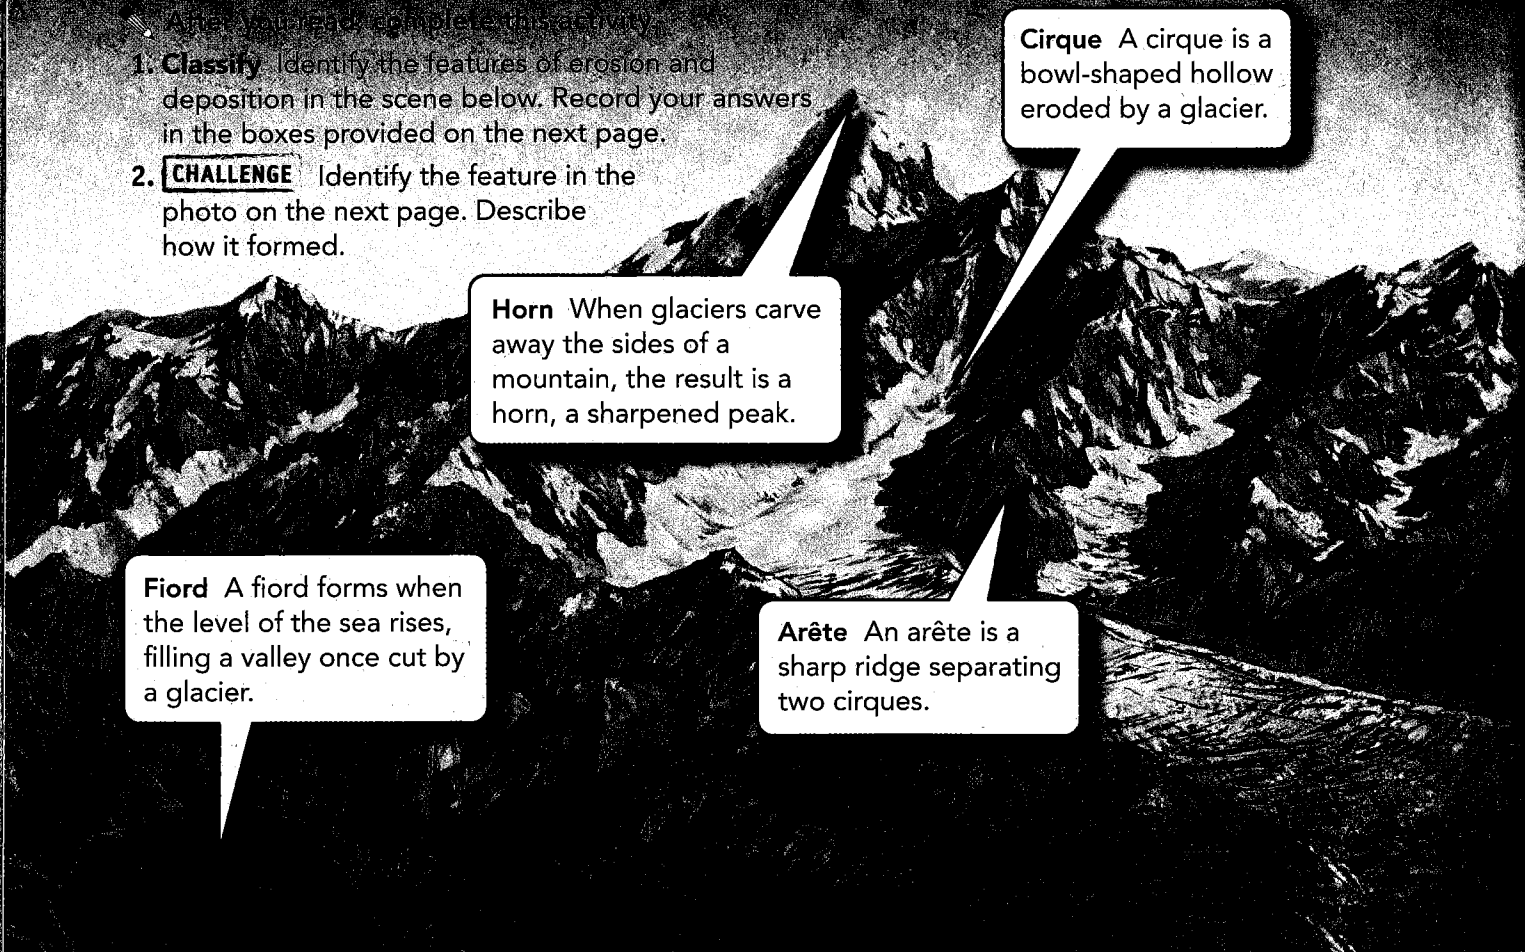 After you read, complete this activity.
1. Classify Identify the features of erosion and
deposition in the scene below. Record your answers
in the boxes provided on the next page.
2. CHALLENGE Identify the feature in the
photo on the next page. Describe
how it formed.
Cirque A cirque is a
bowl-shaped hollow
eroded by a glacier.
Horn When glaciers carve
away the sides of a
mountain, the result is a
horn, a sharpened peak.
Fiord A fiord forms when
the level of the sea rises,
filling a valley once cut by
a glacier.
Arête An arête is a
sharp ridge separating
two cirques.